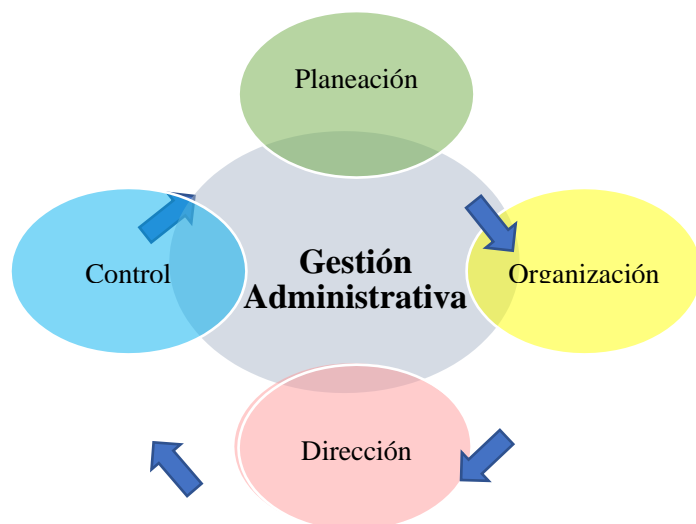 Planeación
Control
Gestión
Administrativa
Organización
Dirección